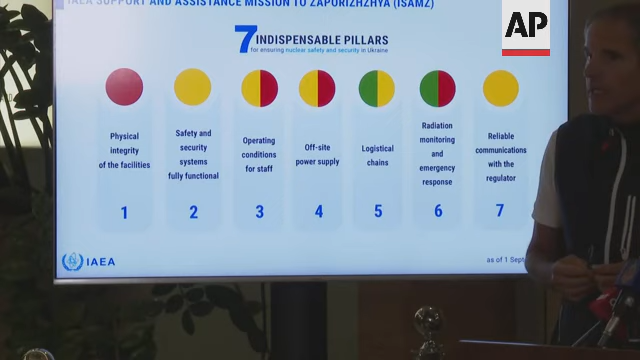 IAEA SUPPORT AND ASSISTANCE MISSION TO ZAPORIZHZHYA (ISAMZ)
AP
7 INDISPENSABLE PILLARS
for ensuring nuclear safety and security in Ukraine
Physical
integrity
of the facilities
1
Safety and
security
systems
fully functional
2
Operating
conditions
for staff
3
Off-site
power supply
4
Logistical
chains
5
Radiation
monitoring
and
emergency
response
6
Reliable
communications
with the
regulator
7
IAEA
as of 1 Sept